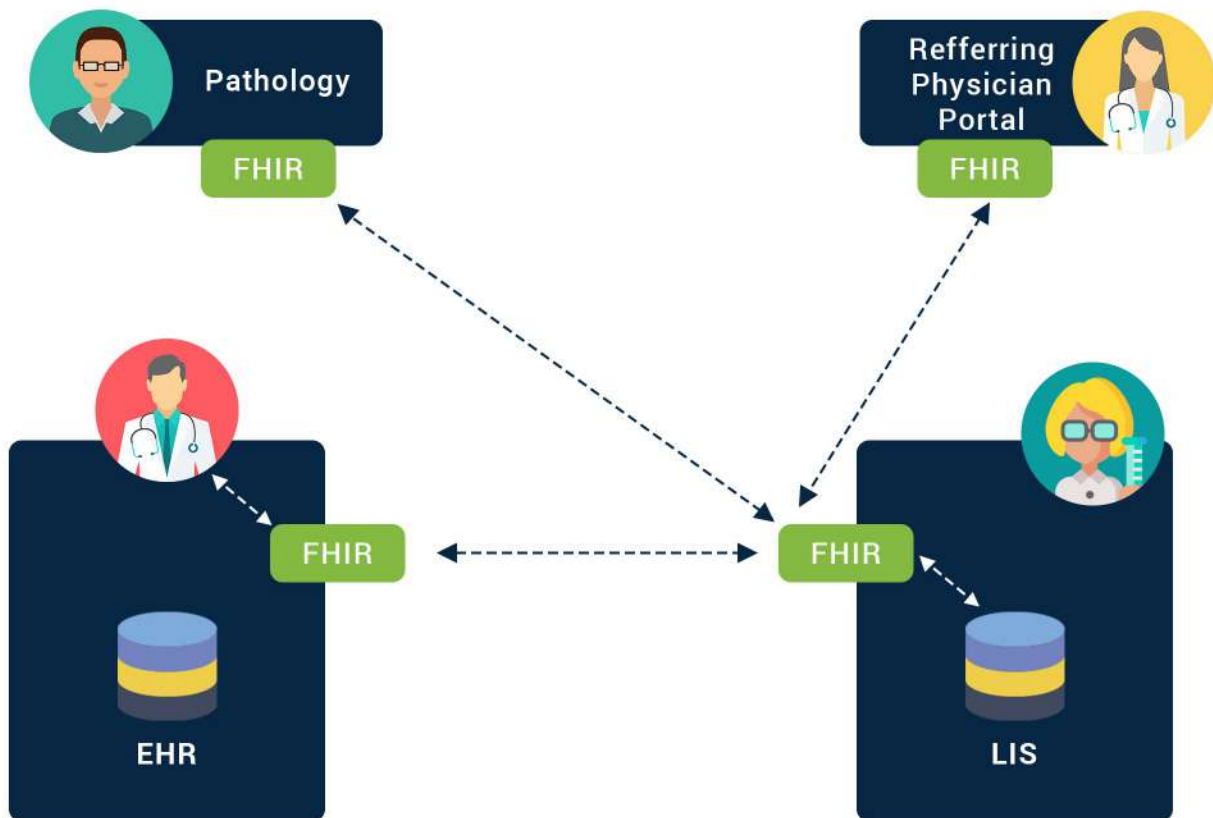 Pathology
FHIR
Refferring
Physician
Portal
FHIR
FHIR
EHR
FHIR
LIS